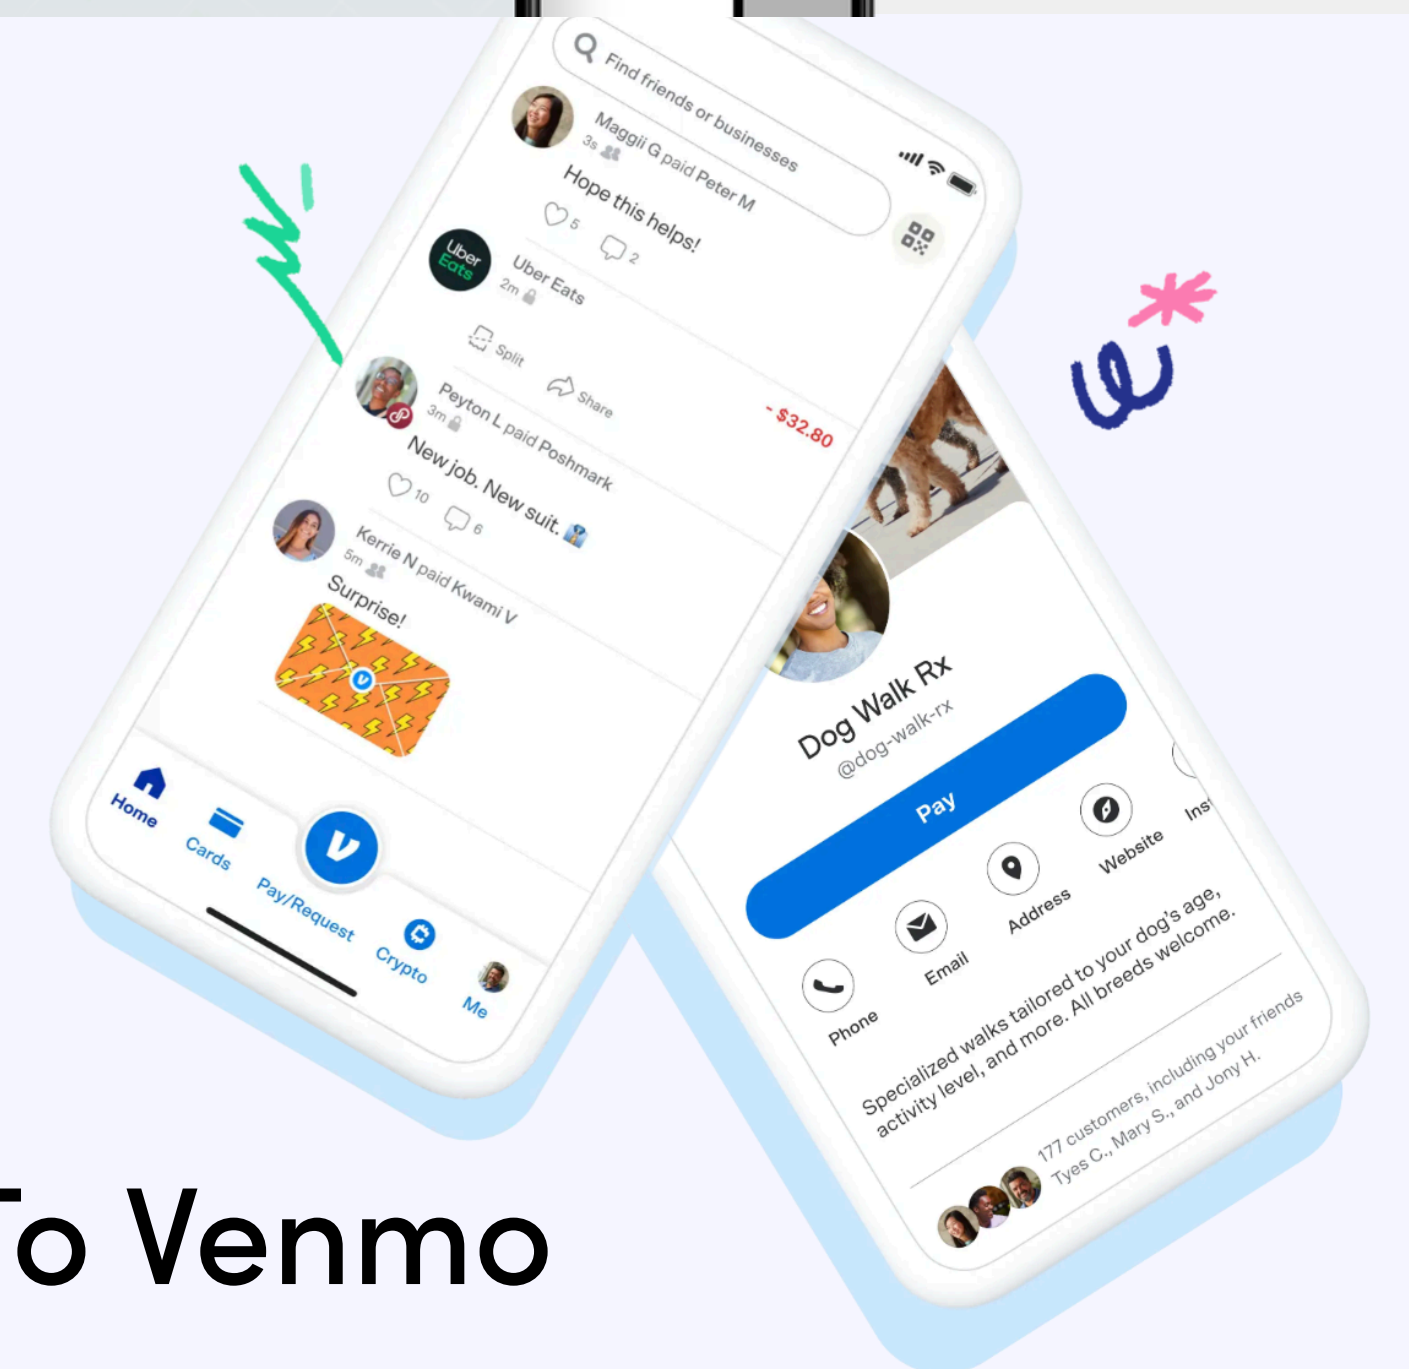 Find friends or businesses
Maggii G paid Peter M
3s
Hope this helps!
5 2
Uber Eats
Uber Eats
2m
Split Share
- $32.80
Peyton L paid Poshmark
3m
New job. New suit.
10 6
Kerrie N paid Kwami V
5m
Surprise!
Home
Cards
Pay/Request
Crypto
Me
Dog Walk Rx
@dog-walk-rx
Pay
Phone
Email
Address
Website
Ins
Specialized walks tailored to your dog's age,
activity level, and more. All breeds welcome.
177 customers, including your friends
Tyes C., Mary S., and Jony H.
To Venmo